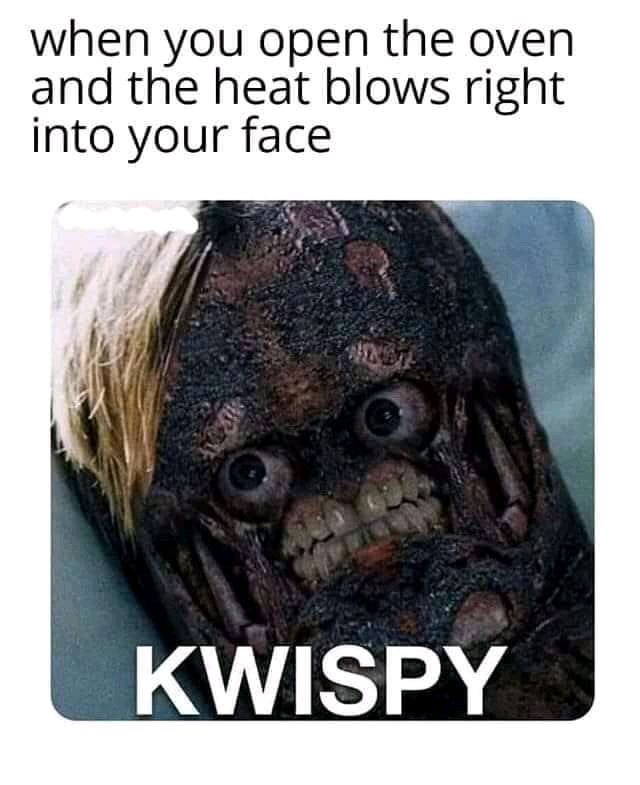 when you open the oven
and the heat blows right
into your face
KWISPY